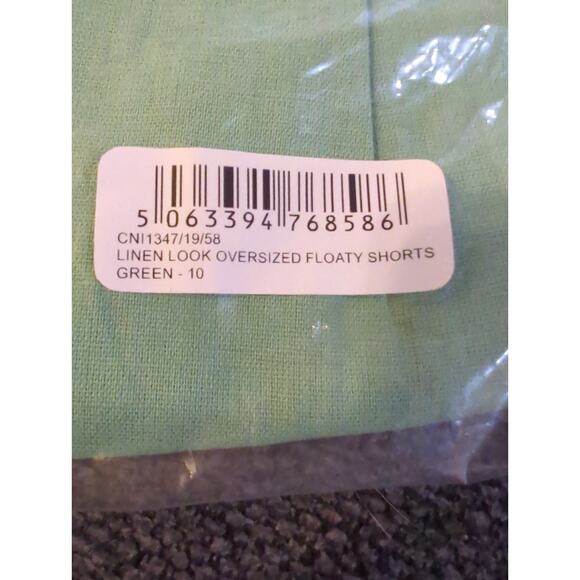 5 063394 768586
CNI1347/19/58
LINEN LOOK OVERSIZED FLOATY SHORTS
GREEN - 10